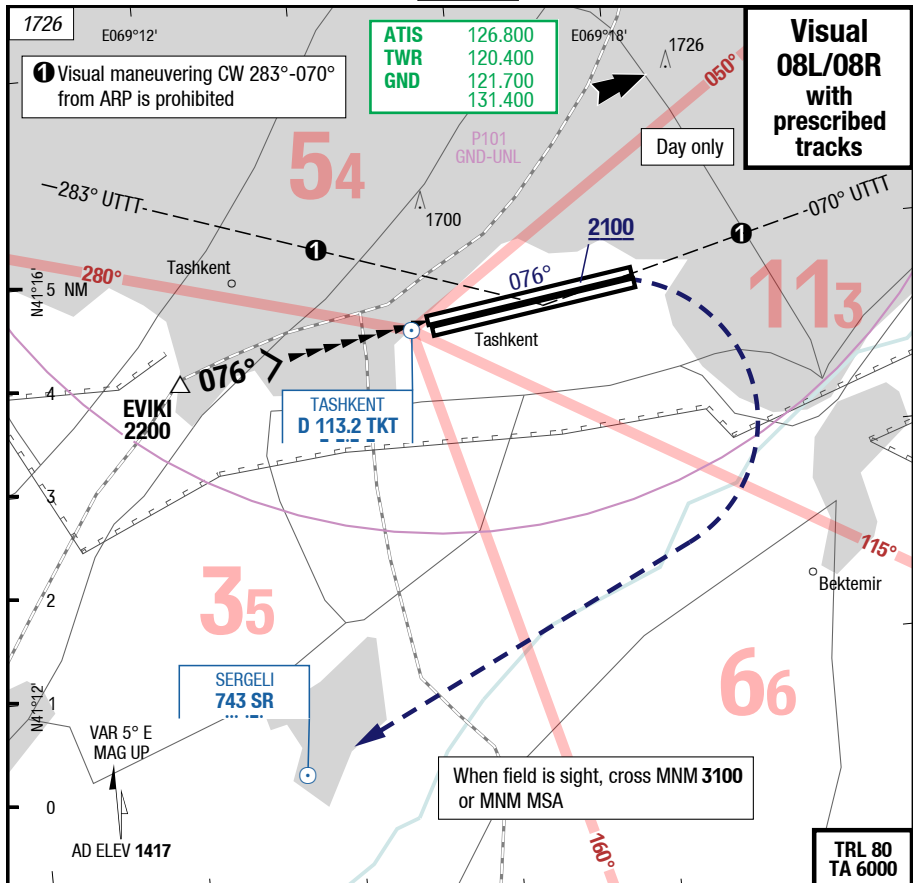 1726
E069°12'
ATIS 126.800
TWR 120.400
GND 121.700
131.400
E069°18'
1726
Visual
08L/08R
with
prescribed
tracks
1 Visual maneuvering CW 283°-070°
from ARP is prohibited
050°
P101
GND-UNL
Day only
54
283° UTTT
070° UTTT
1700
1
1
2100
Tashkent
280°
076°
113
N41°16'
5 NM
Tashkent
076°
4
EVIKI
2200
TASHKENT
D 113.2 TKT
3
115°
Bektemir
2
35
66
SERGELI
743 SR
N41°12'
1
VAR 5° E
MAG UP
When field is sight, cross MNM 3100
or MNM MSA
0
AD ELEV 1417
160°
TRL 80
TA 6000